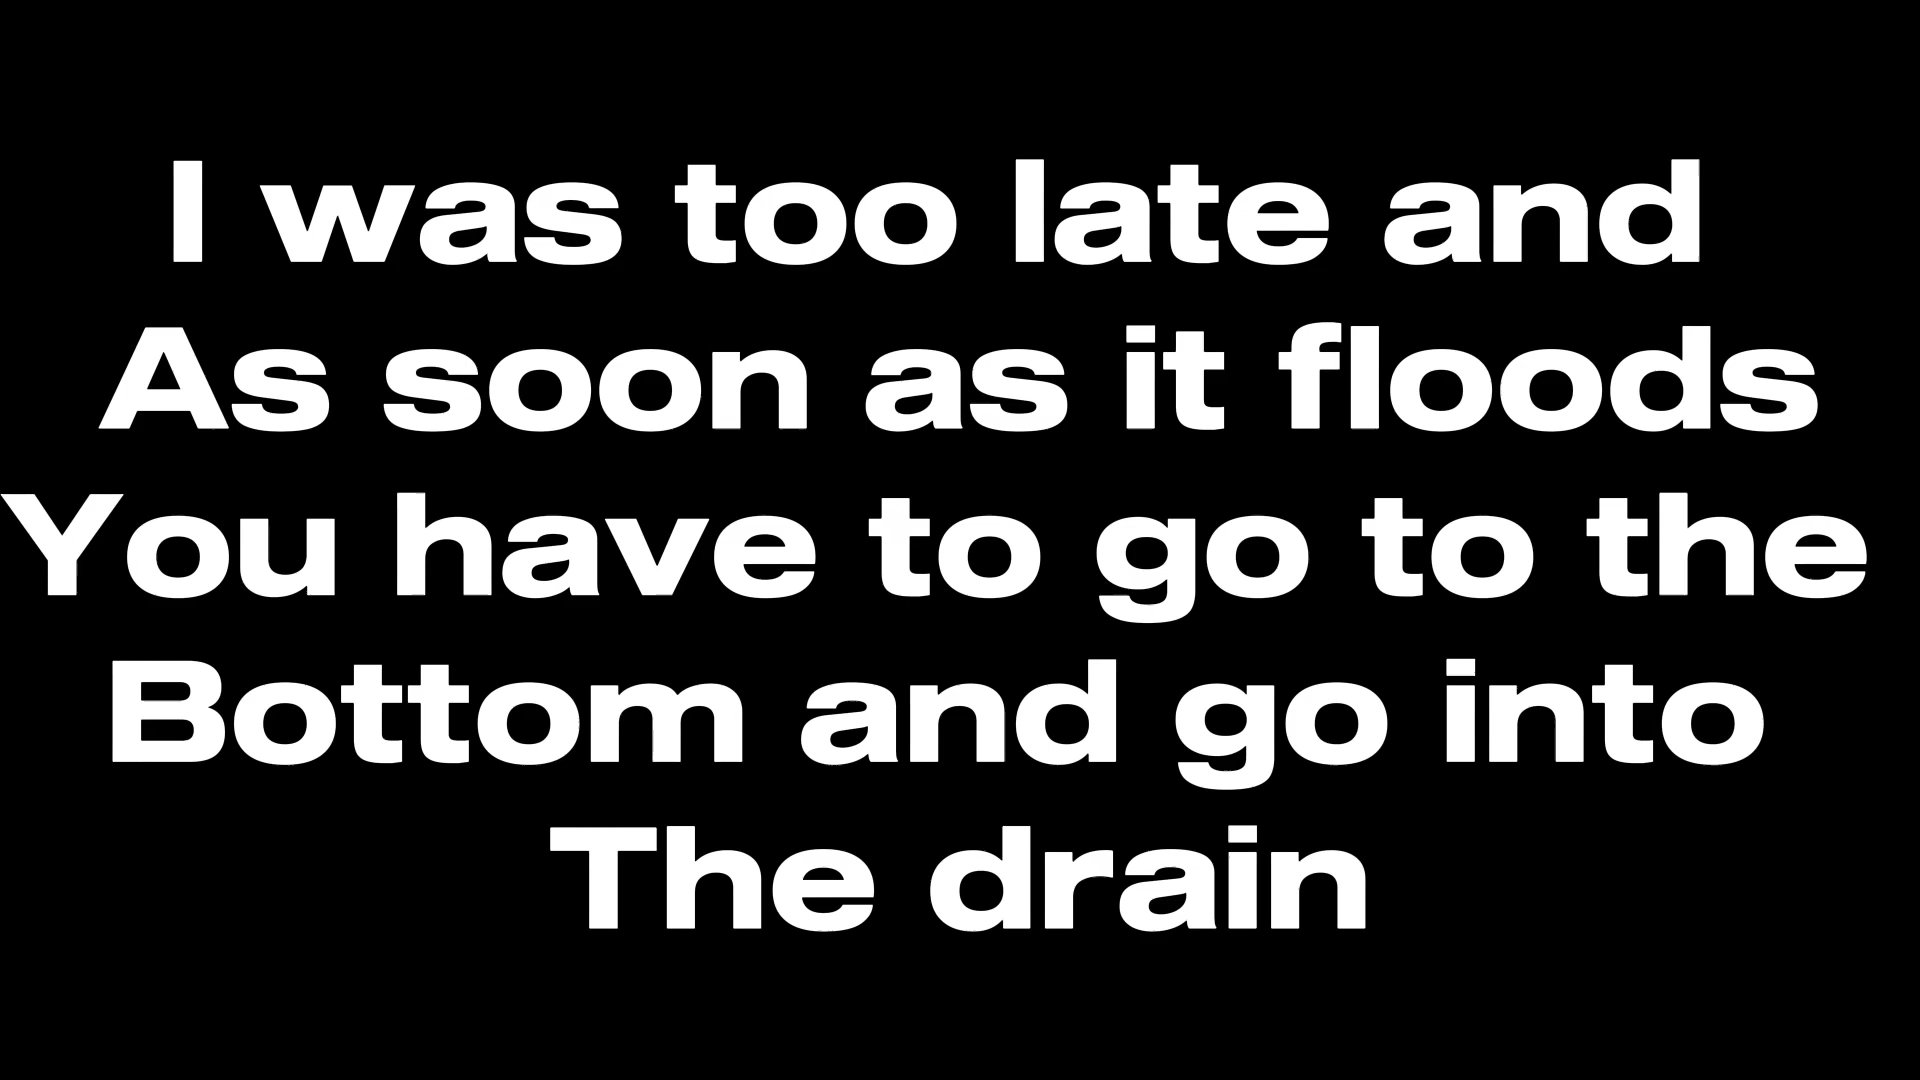 I was too late and
As soon as it floods
You have to go to the
Bottom and go into
The drain